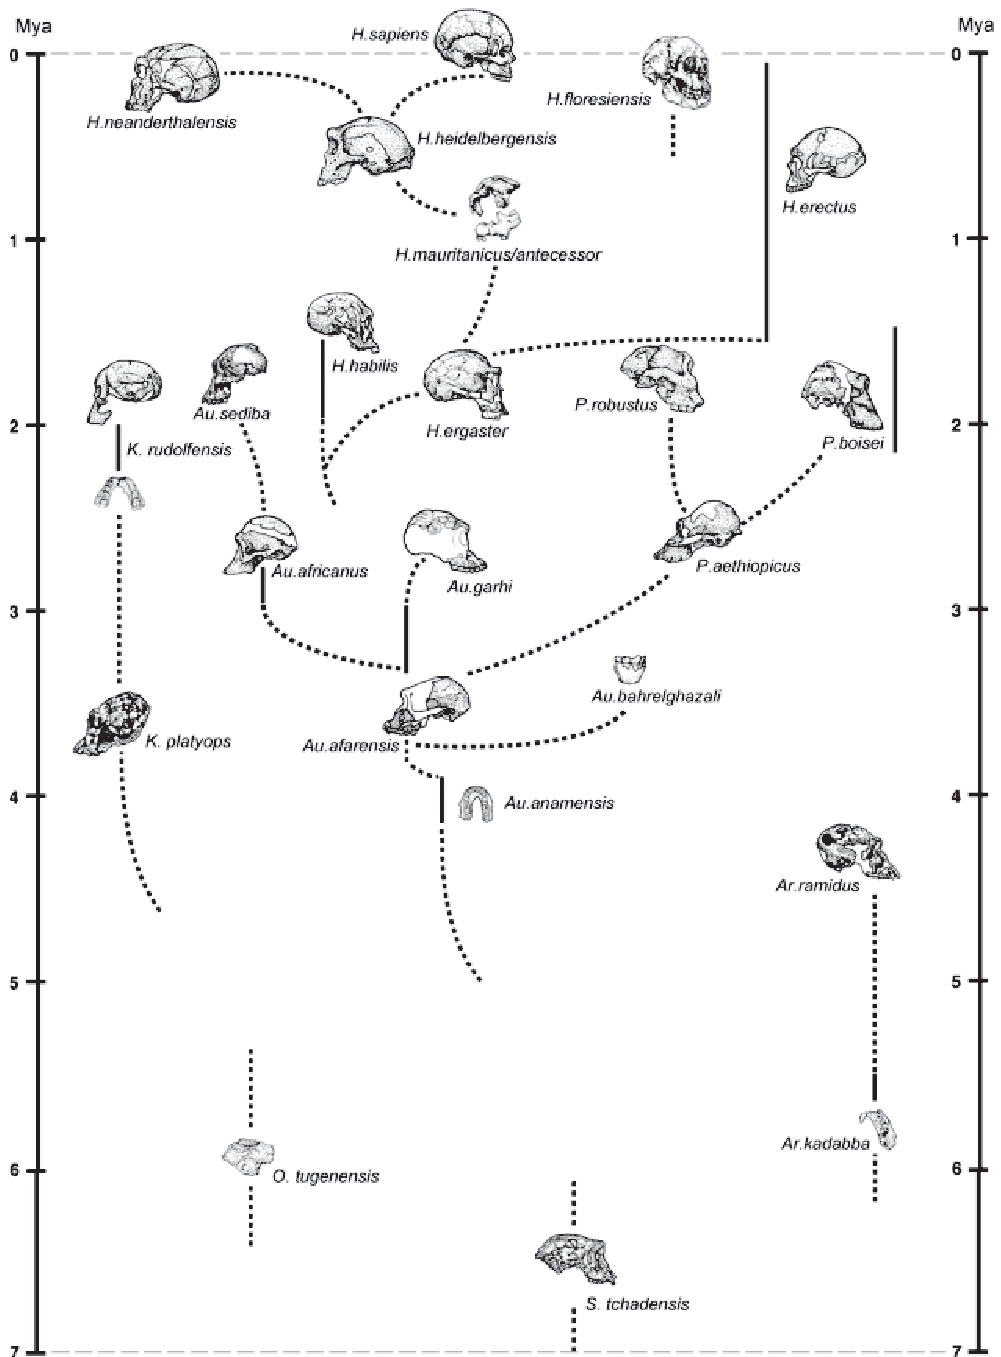 Mya
Mya
H.sapiens
0
0
H.floresiensis
H.neanderthalensis
H.heidelbergensis
H.erectus
1
1
H.mauritanicus/antecessor
H.habilis
P.robustus
Au.sediba
2
2
H.ergaster
P.boisei
K. rudolfensis
P.aethiopicus
Au.africanus
Au.garhi
3
3
Au.bahrelghazali
K. platyops
Au.afarensis
4
4
Au.anamensis
Ar.ramidus
5
5
Ar.kadabba
6
6
O. tugenensis
S. tchadensis
7
7